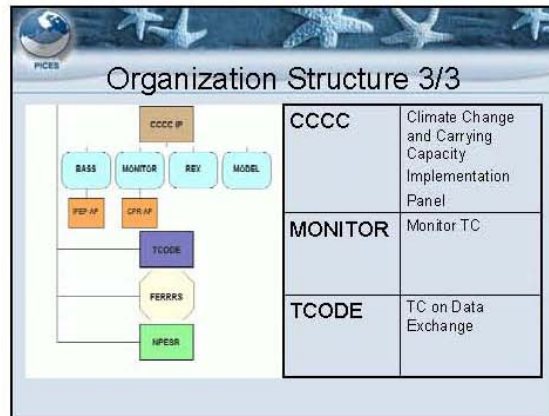 PICES
Organization Structure 3/3
CCCC IP
BASS MONITOR REX MODEL
IFEP-AP CPR-AP
TCODE
FERRRS
NPESR
CCCC
Climate Change
and Carrying
Capacity
Implementation
Panel
MONITOR
Monitor TC
TCODE
TC on Data
Exchange